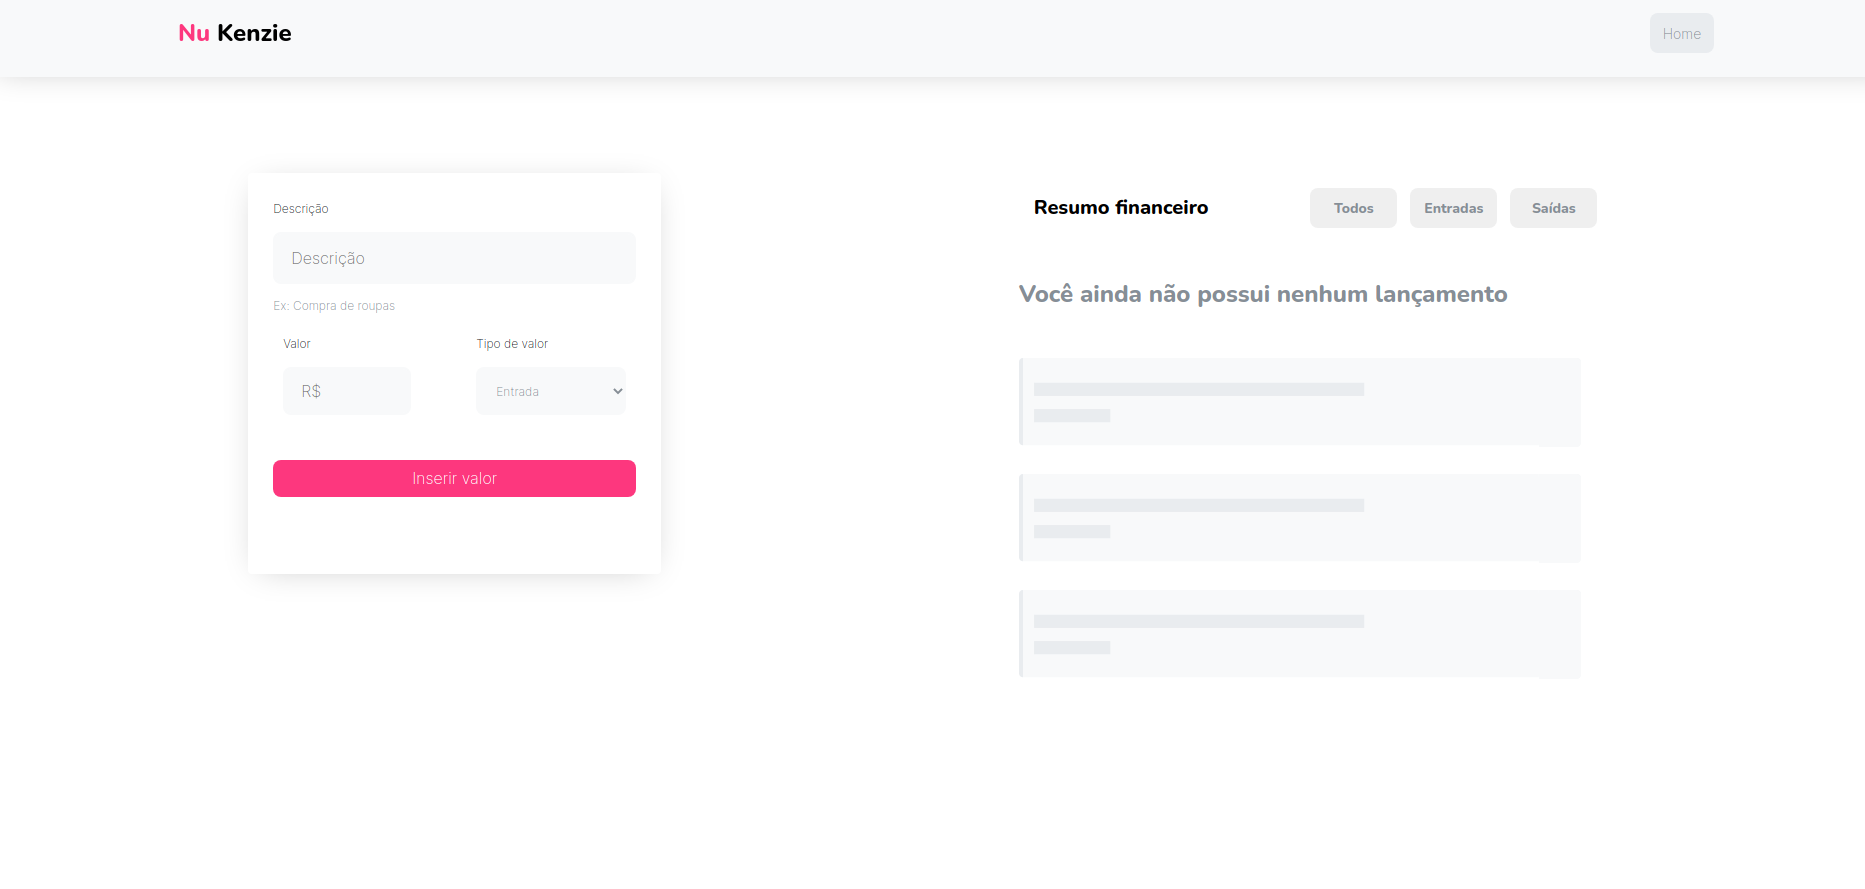 Nu Kenzie
Home
Descrição
Descrição
Ex: Compra de roupas
Valor
Tipo de valor
R$
Entrada
Inserir valor
Resumo financeiro
Todos
Entradas
Saídas
Você ainda não possui nenhum lançamento